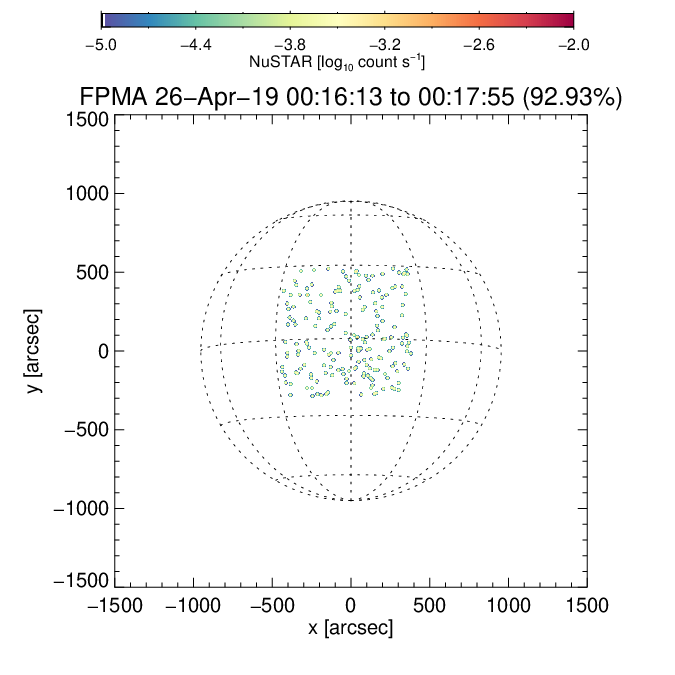 −5.0 −4.4 −3.8 −3.2 −2.6 −2.0
NuSTAR [log₁₀ count s⁻¹]
FPMA 26−Apr−19 00:16:13 to 00:17:55 (92.93%)
1500
1000
500
0
−500
−1000
−1500
y [arcsec]
−1500 −1000 −500 0 500 1000 1500
x [arcsec]